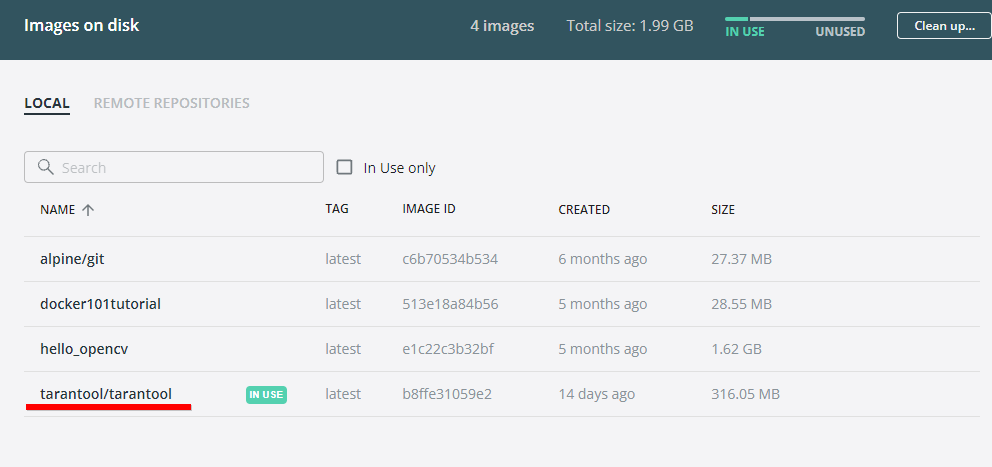 Images on disk 4 images Total size: 1.99 GB IN USE UNUSED Clean up...
LOCAL REMOTE REPOSITORIES
Search In Use only
NAME TAG IMAGE ID CREATED SIZE
alpine/git latest c6b70534b534 6 months ago 27.37 MB
docker101tutorial latest 513e18a84b56 5 months ago 28.55 MB
hello_opencv latest e1c22c3b32bf 5 months ago 1.62 GB
tarantool/tarantool IN USE latest b8ffe31059e2 14 days ago 316.05 MB